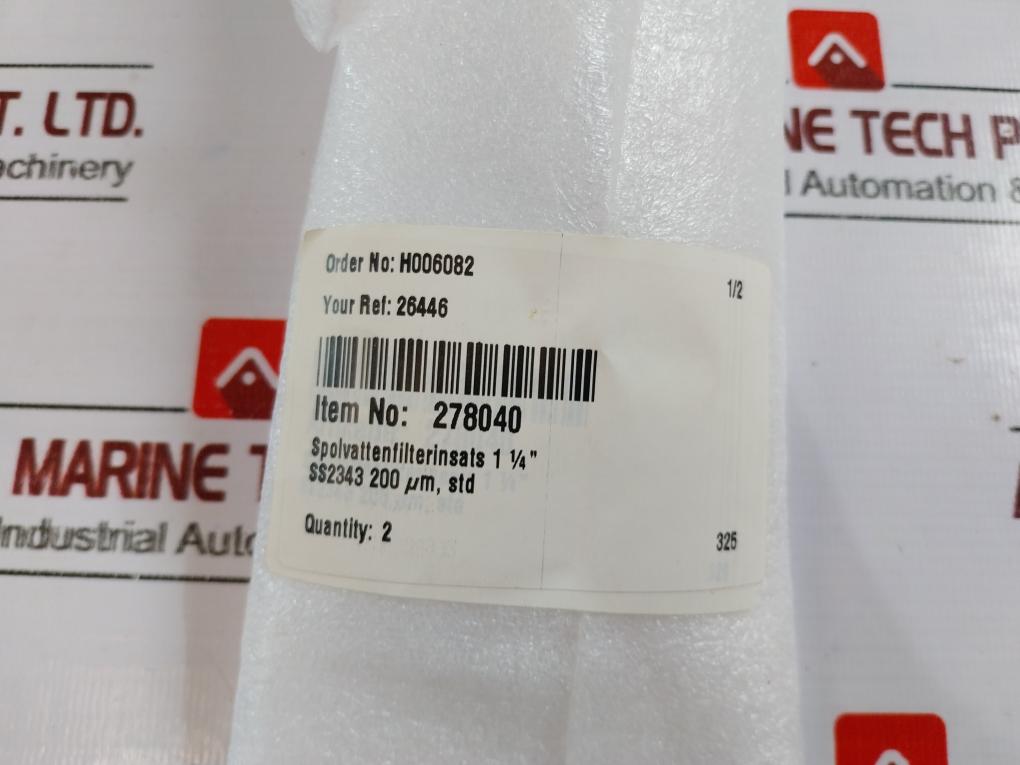 T. LTD.
achinery
NE TECH P
l Automation &
Order No: H006082
1/2
Your Ref: 26446
Item No: 278040
Spolvattenfilterinsats 1 ¼"
SS2343 200 µm, std
Quantity: 2
325
MARINE T
Industrial Auto